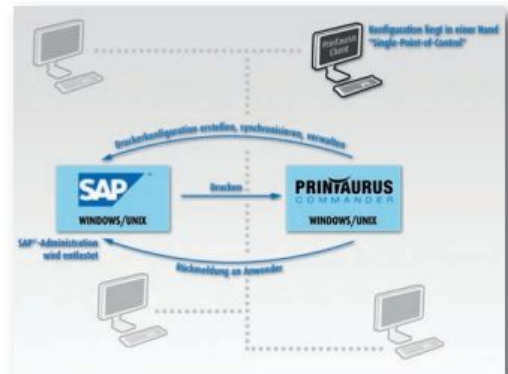 Printaurus
Client
Konfiguration liegt in einer Hand
"Single-Point-of-Control"
Druckerkonfiguration erstellen, synchronisieren, verwalten
SAP
WINDOWS/UNIX
Drucken
PRINTAURUS
COMMANDER
WINDOWS/UNIX
SAP®-Administration
wird entlastet
Rückmeldung an Anwender